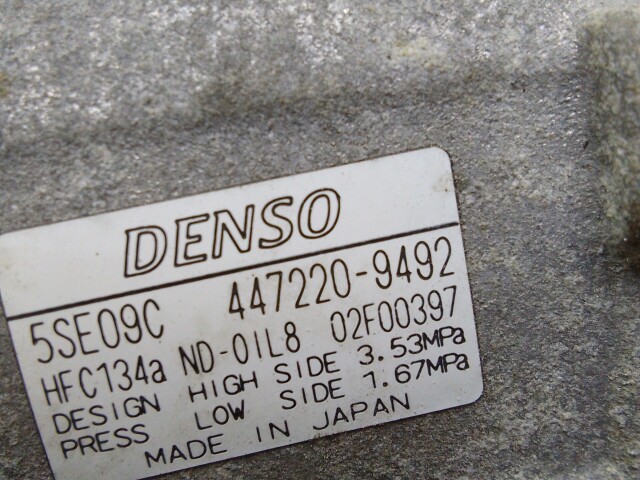 DENSO
5SE09C 447220-9492
HFC134a ND-OIL8 02F00397
DESIGN HIGH SIDE 3.53MPa
PRESS LOW SIDE 1.67MPa
MADE IN JAPAN